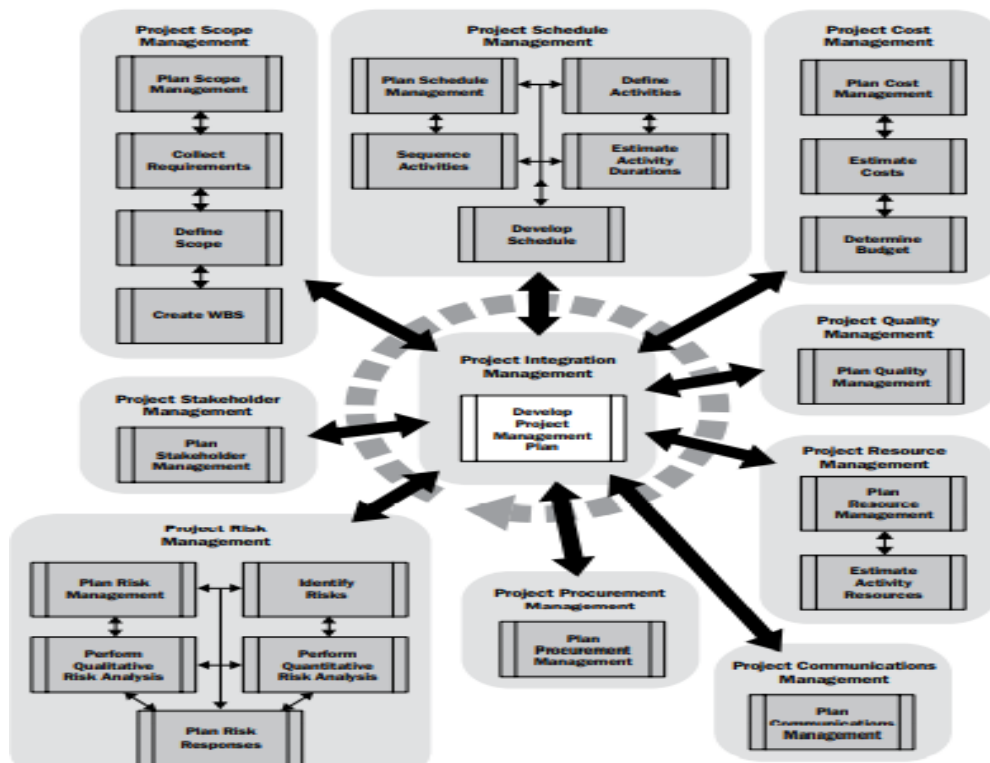 Project Scope
Management
Plan Scope
Management
Collect
Requirements
Define
Scope
Create WBS
Project Schedule
Management
Plan Schedule
Management
Define
Activities
Sequence
Activities
Estimate
Activity
Durations
Develop
Schedule
Project Cost
Management
Plan Cost
Management
Estimate
Costs
Determine
Budget
Project Integration
Management
Develop
Project
Management
Plan
Project Quality
Management
Plan Quality
Management
Project Stakeholder
Management
Plan
Stakeholder
Management
Project Resource
Management
Plan
Resource
Management
Estimate
Activity
Resources
Project Risk
Management
Plan Risk
Management
Identify
Risks
Perform
Qualitative
Risk Analysis
Perform
Quantitative
Risk Analysis
Plan Risk
Responses
Project Procurement
Management
Plan
Procurement
Management
Project Communications
Management
Plan
Communications
Management